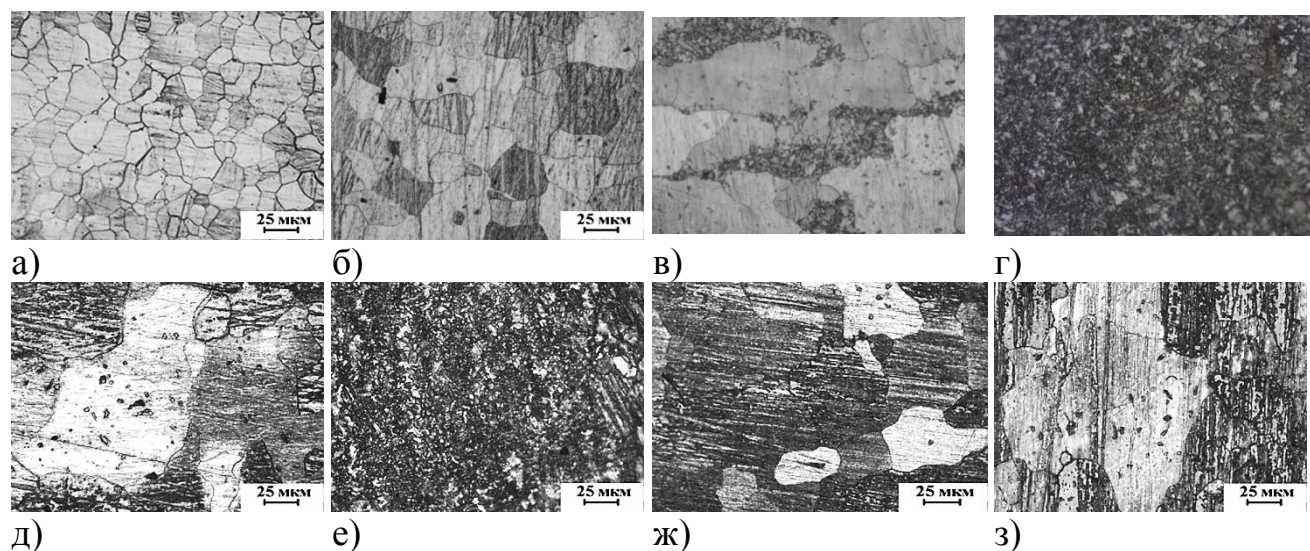 25 мкм 25 мкм
а) б) в) г)
25 мкм 25 мкм 25 мкм 25 мкм
д) е) ж) з)